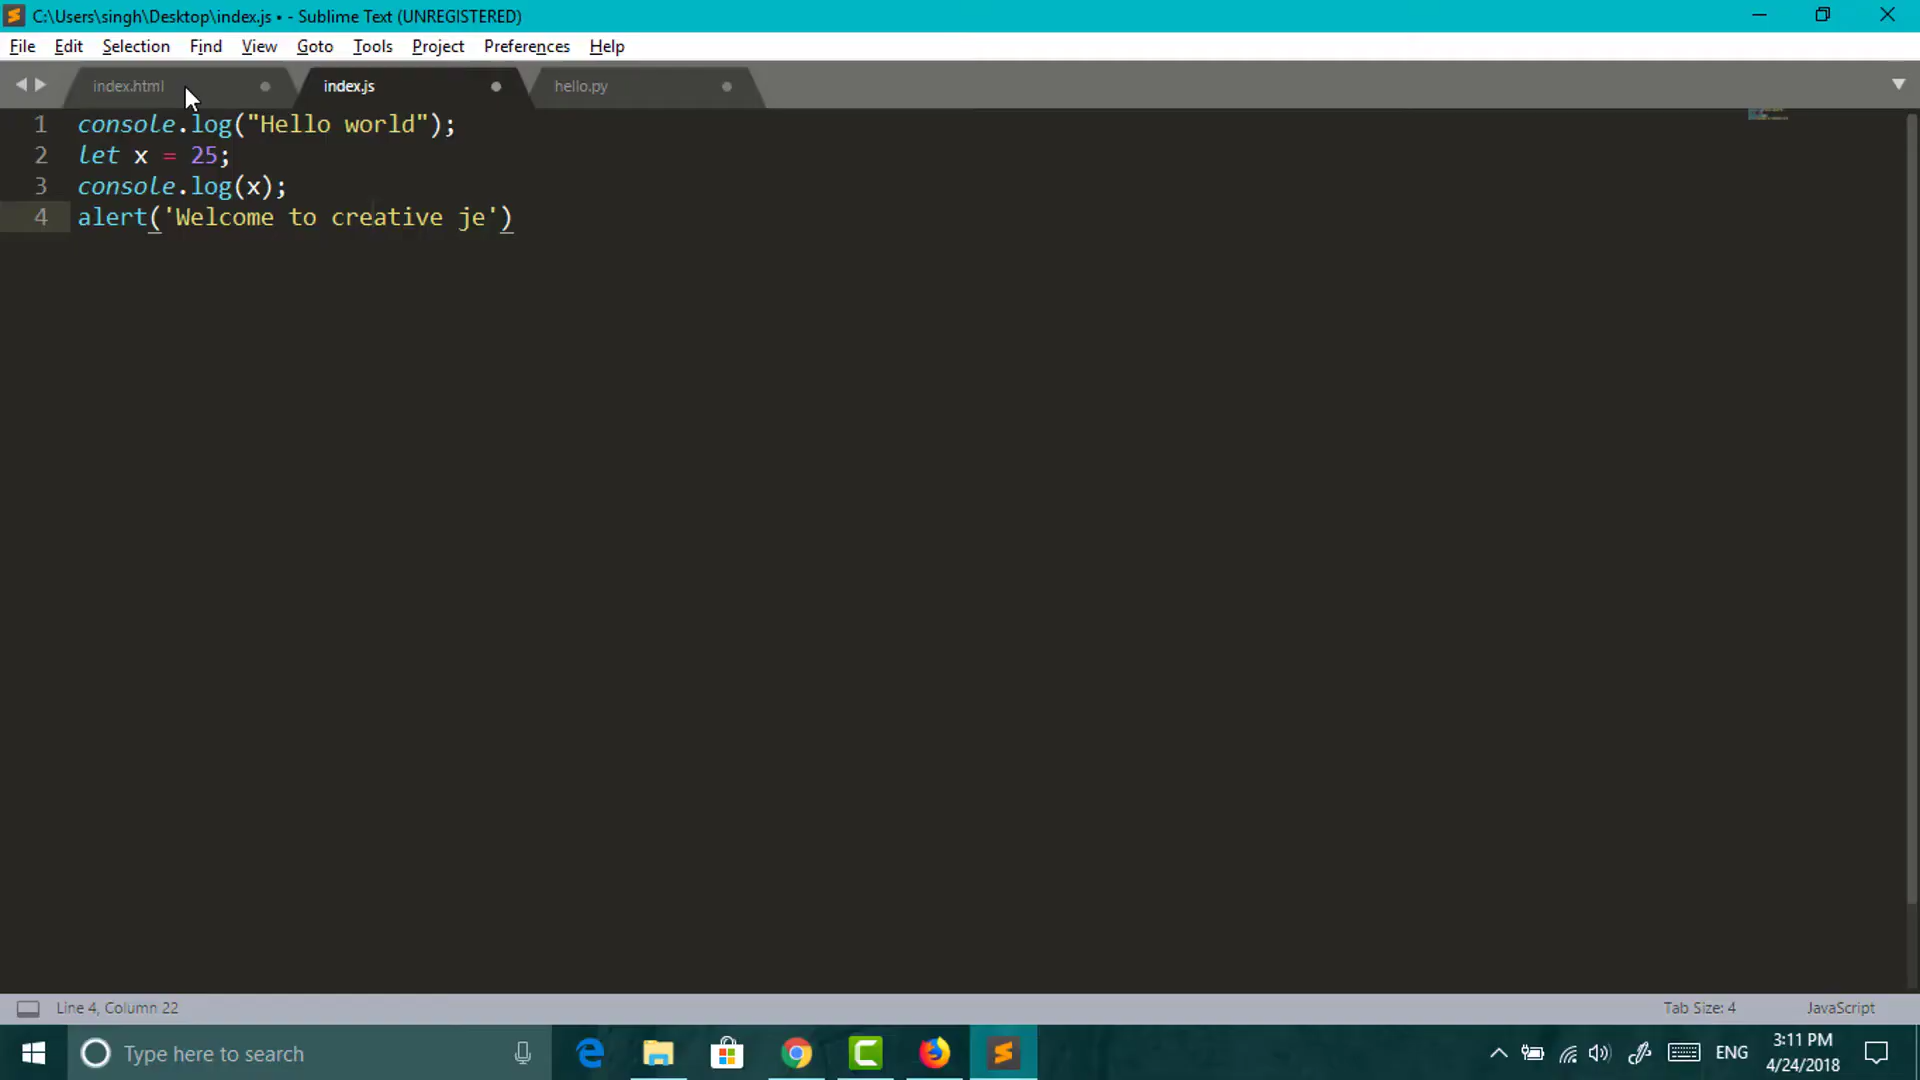 C:\Users\singh\Desktop\index.js • - Sublime Text (UNREGISTERED)
File Edit Selection Find View Goto Tools Project Preferences Help
index.html index.js hello.py
1 console.log("Hello world");
2 let x = 25;
3 console.log(x);
4 alert('Welcome to creative je')
Line 4, Column 22 Tab Size: 4 JavaScript
Type here to search ENG 3:11 PM
4/24/2018